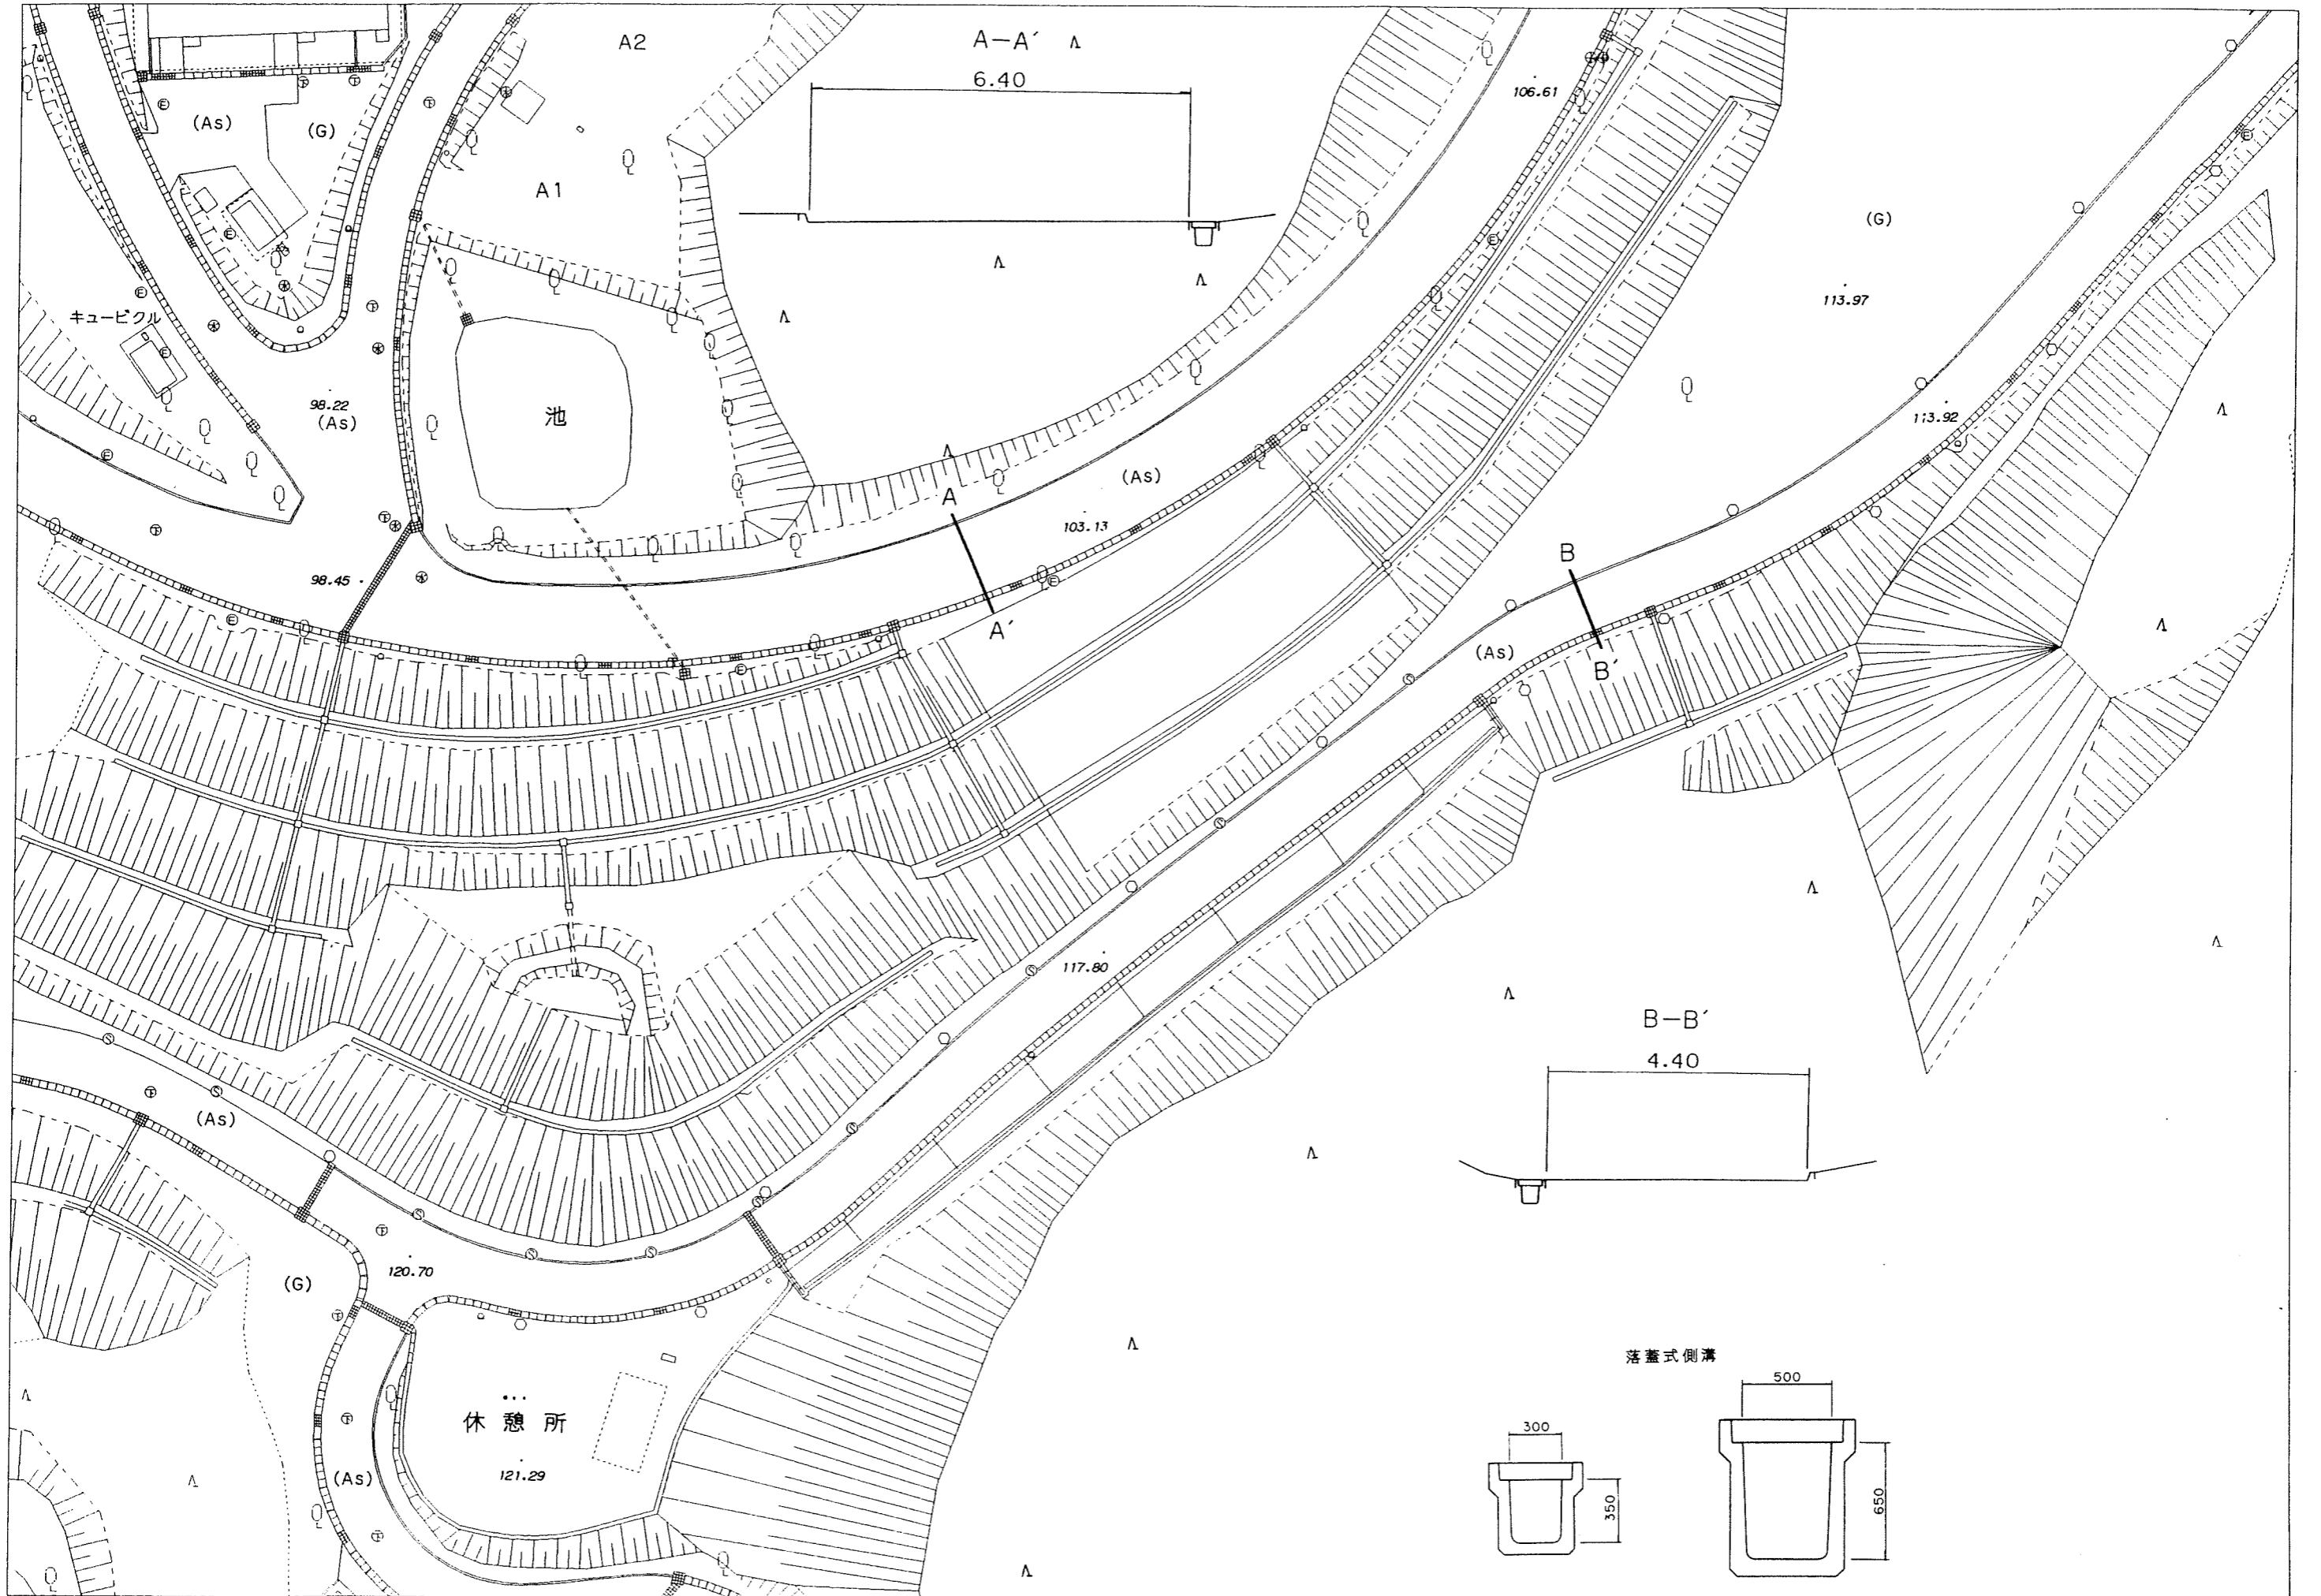 A2
A-A´
6.40
106.61
(As)
(G)
A1
(G)
113.97
キュービクル
98.22
(As)
池
113.92
(As)
A
103.13
98.45
A´
B
(As)
B´
117.80
B-B´
4.40
(As)
(G)
120.70
落蓋式側溝
500
300
休憩所
121.29
(As)
350
650